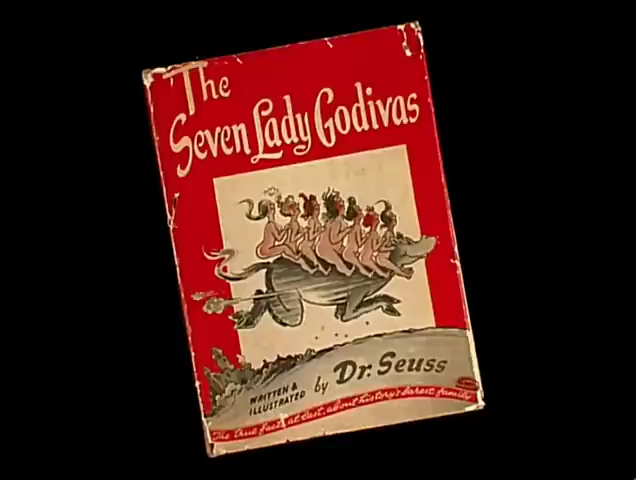 The
Seven Lady Godivas
WRITTEN &
ILLUSTRATED by Dr. Seuss
The true facts at last, about history's barest family